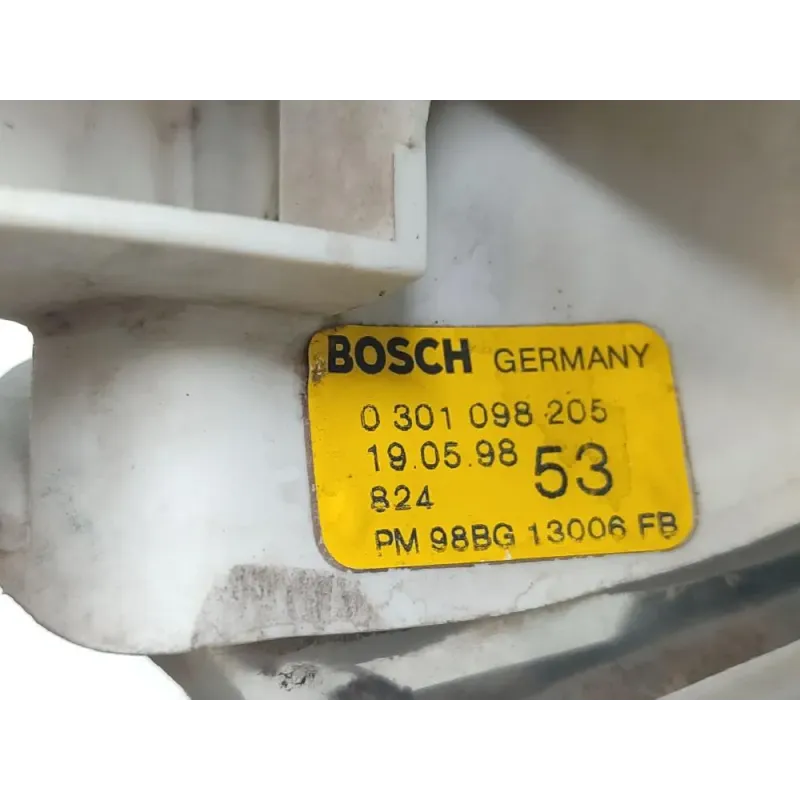 BOSCH GERMANY
0 301 098 205
19.05.98 53
824
PM 98BG 13006 FB